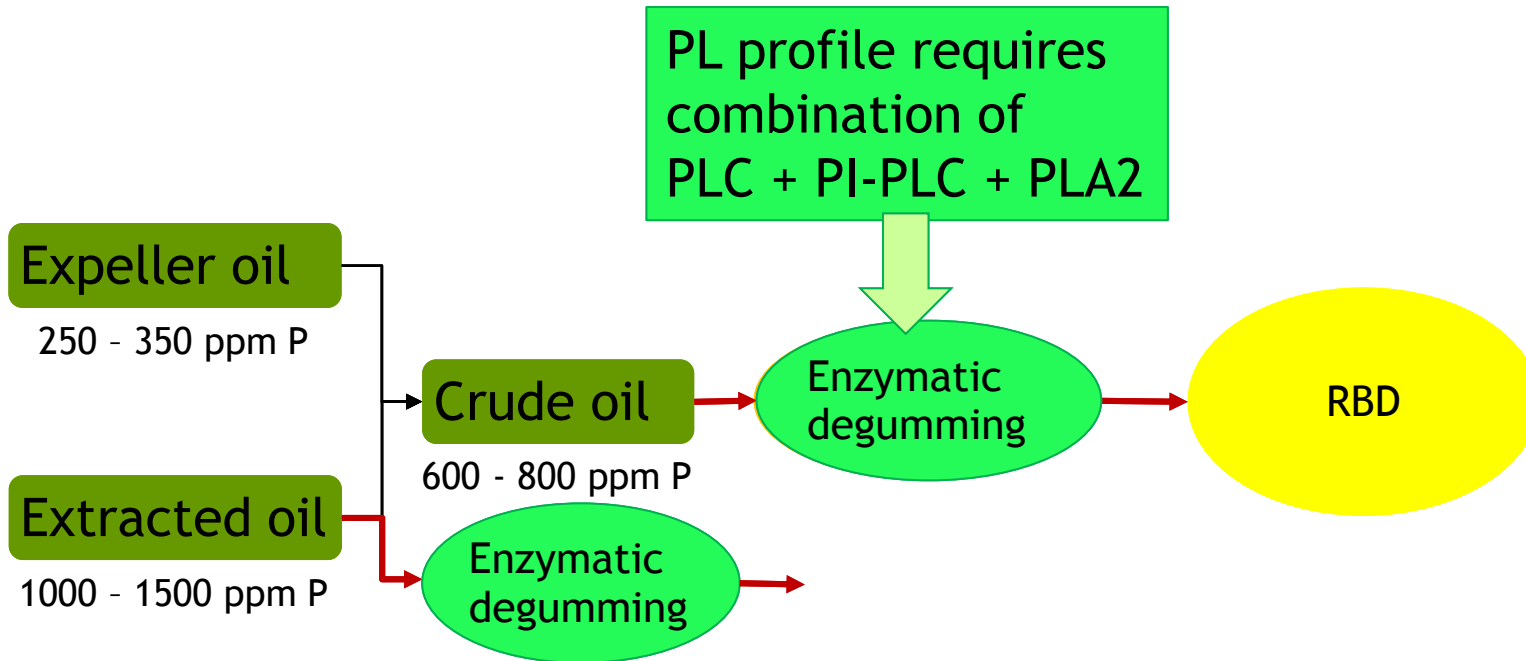 PL profile requires
combination of
PLC + PI-PLC + PLA2
Expeller oil
250 – 350 ppm P
Crude oil
600 - 800 ppm P
Enzymatic
degumming
RBD
Extracted oil
1000 – 1500 ppm P
Enzymatic
degumming